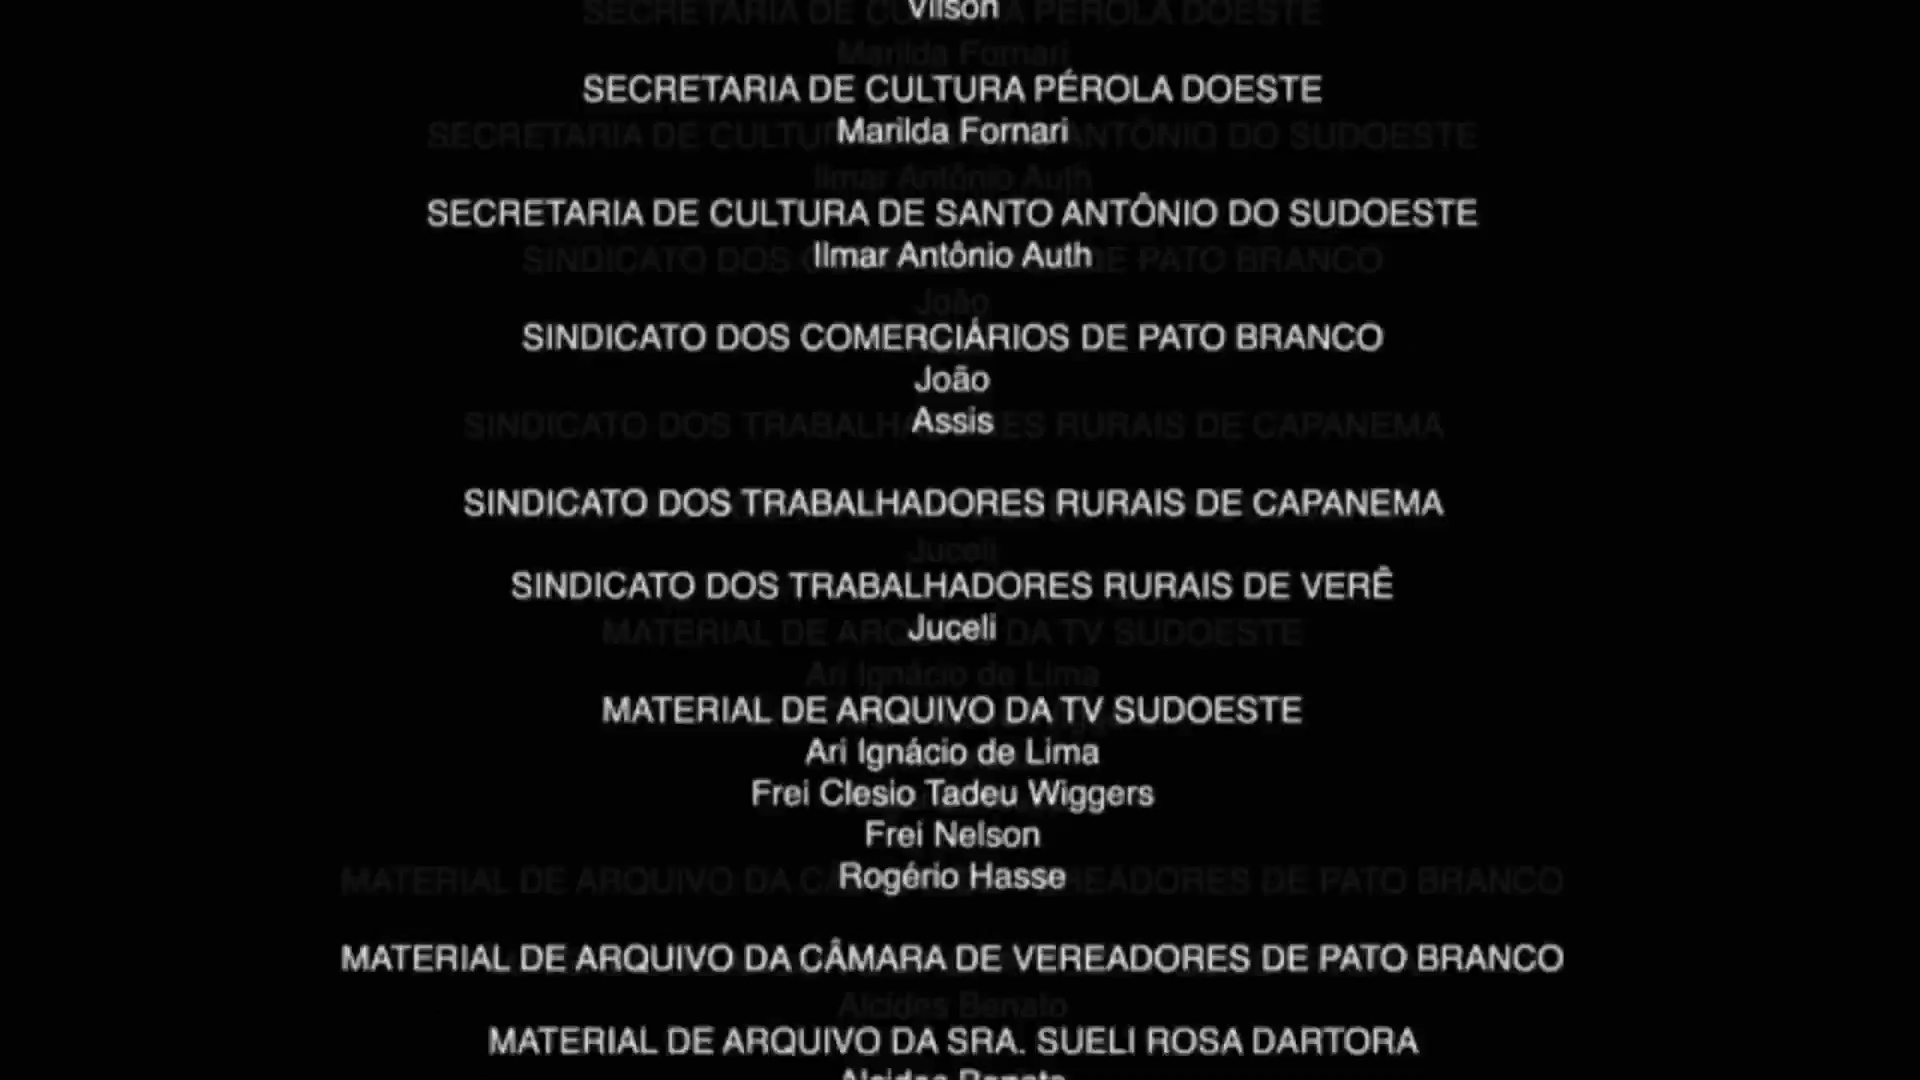 Vilson
SECRETARIA DE CULTURA PÉROLA DOESTE
Marilda Fornari
SECRETARIA DE CULTURA DE SANTO ANTÔNIO DO SUDOESTE
Ilmar Antônio Auth
SINDICATO DOS COMERCIÁRIOS DE PATO BRANCO
João
Assis
SINDICATO DOS TRABALHADORES RURAIS DE CAPANEMA
SINDICATO DOS TRABALHADORES RURAIS DE VERÊ
Juceli
MATERIAL DE ARQUIVO DA TV SUDOESTE
Ari Ignácio de Lima
Frei Clesio Tadeu Wiggers
Frei Nelson
Rogério Hasse
MATERIAL DE ARQUIVO DA CÂMARA DE VEREADORES DE PATO BRANCO
MATERIAL DE ARQUIVO DA SRA. SUELI ROSA DARTORA
Alcides Benato